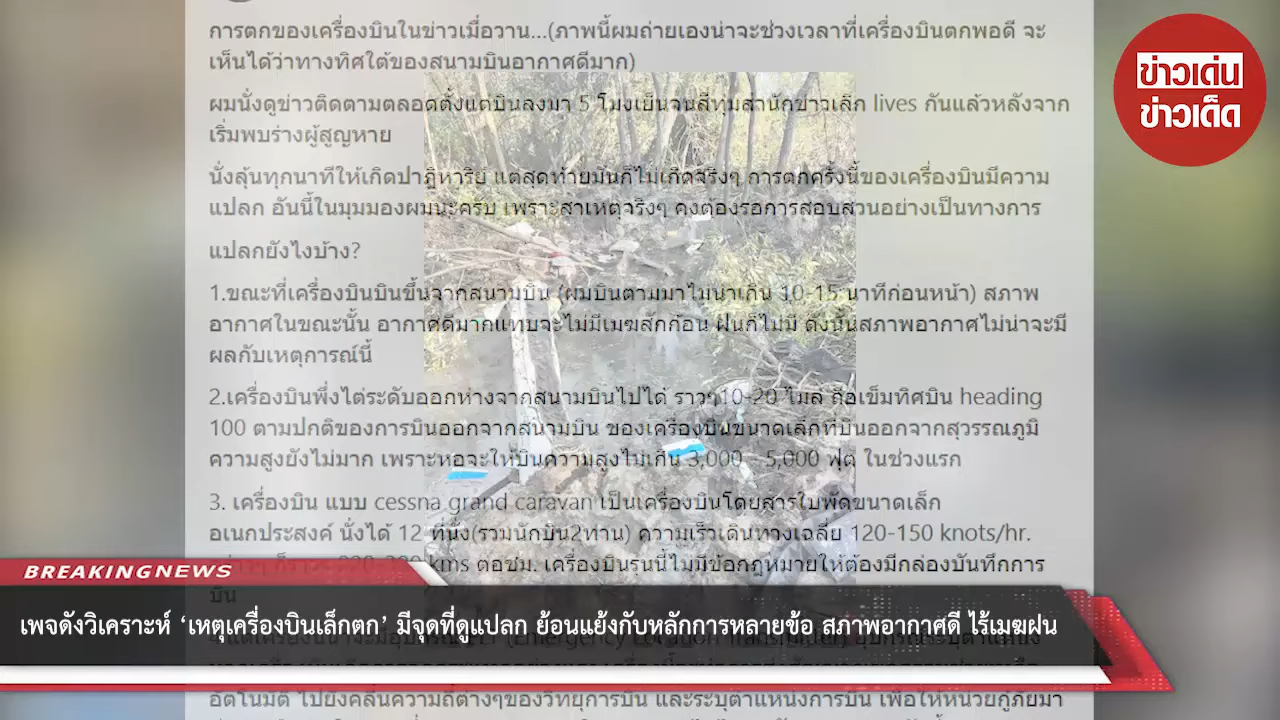 การตกของเครื่องบินในข่าวเมื่อวาน...(ภาพนี้ผมถ่ายเองน่าจะช่วงเวลาที่เครื่องบินตกพอดี จะ
เห็นได้ว่าทางทิศใต้ของสนามบินอากาศดีมาก)
ผมนั่งดูข่าวติดตามตลอดตั้งแต่บินลงมา 5 โมงเย็นจนสี่ทุ่มสำนักข่าวเลิก lives กันแล้วหลังจาก
เริ่มพบร่างผู้สูญหาย
นั่งลุ้นทุกนาทีให้เกิดปาฏิหาริย์ แต่สุดท้ายมันก็ไม่เกิดจริงๆ การตกครั้งนี้ของเครื่องบินมีความ
แปลก อันนี้ในมุมมองผมนะครับ เพราะสาเหตุจริงๆ คงต้องรอการสอบสวนอย่างเป็นทางการ
แปลกยังไงบ้าง?
1.ขณะที่เครื่องบินบินขึ้นจากสนามบิน (ผมบินตามมาไม่น่าเกิน 10-15 นาทีก่อนหน้า) สภาพ
อากาศในขณะนั้น อากาศดีมากแทบจะไม่มีเมฆสักก้อน ฝนก็ไม่มี ดังนั้นสภาพอากาศไม่น่าจะมี
ผลกับเหตุการณ์นี้
2.เครื่องบินพึ่งไต่ระดับออกห่างจากสนามบินไปได้ ราวๆ10-20 ไมล์ ถือเข็มทิศบิน heading
100 ตามปกติของการบินออกจากสนามบิน ของเครื่องบินขนาดเล็กที่บินออกจากสุวรรณภูมิ
ความสูงยังไม่มาก เพราะหอจะให้บินความสูงไม่เกิน 3,000 - 5,000 ฟุต ในช่วงแรก
3. เครื่องบิน แบบ cessna grand caravan เป็นเครื่องบินโดยสารใบพัดขนาดเล็ก
อเนกประสงค์ นั่งได้ 12 ที่นั่ง(รวมนักบิน2ท่าน) ความเร็วเดินทางเฉลี่ย 120-150 knots/hr.
kms ต่อชม. เครื่องบินรุ่นนี้ไม่มีข้อกฎหมายให้ต้องมีกล่องบันทึกการ
บิน
อัตโนมัติ ไปยังคลื่นความถี่ต่างๆของวิทยุการบิน และระบุตำแหน่งการบิน เพื่อให้หน่วยกู้ภัยมา
ข่าวเด่น
ข่าวเด็ด
BREAKING NEWS
เพจดังวิเคราะห์ ‘เหตุเครื่องบินเล็กตก’ มีจุดที่ดูแปลก ย้อนแย้งกับหลักการหลายข้อ สภาพอากาศดี ไร้เมฆฝน